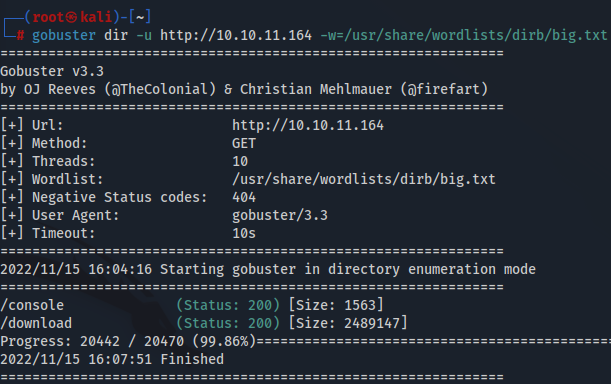 ┌──(root㉿kali)-[~]
└─# gobuster dir -u http://10.10.11.164 -w=/usr/share/wordlists/dirb/big.txt
===============================================================
Gobuster v3.3
by OJ Reeves (@TheColonial) & Christian Mehlmauer (@firefart)
===============================================================
[+] Url:                     http://10.10.11.164
[+] Method:                  GET
[+] Threads:                 10
[+] Wordlist:                /usr/share/wordlists/dirb/big.txt
[+] Negative Status codes:   404
[+] User Agent:              gobuster/3.3
[+] Timeout:                 10s
===============================================================
2022/11/15 16:04:16 Starting gobuster in directory enumeration mode
===============================================================
/console              (Status: 200) [Size: 1563]
/download             (Status: 200) [Size: 2489147]
Progress: 20442 / 20470 (99.86%)============================================
2022/11/15 16:07:51 Finished
===============================================================